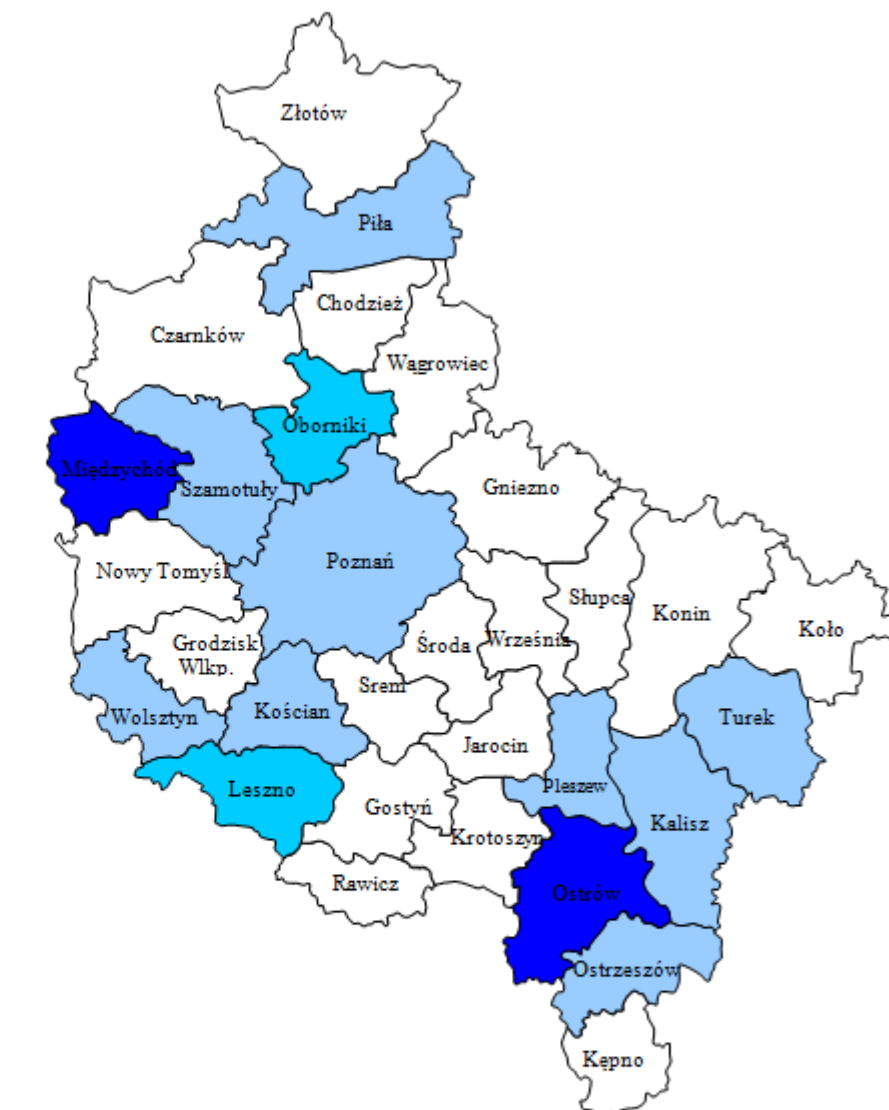 Złotów
Piła
Chodzież
Czarnków
Wągrowiec
Oborniki
Międzychód
Szamotuły
Gniezno
Poznań
Nowy Tomyśl
Słupca
Konin
Koło
Grodzisk
Wlkp.
Środa
Września
Srem
Wolsztyn
Kościan
Turek
Jarocin
Leszno
Pleszew
Gostyń
Kalisz
Krotoszyn
Rawicz
Ostrów
Ostrzeszów
Kępno